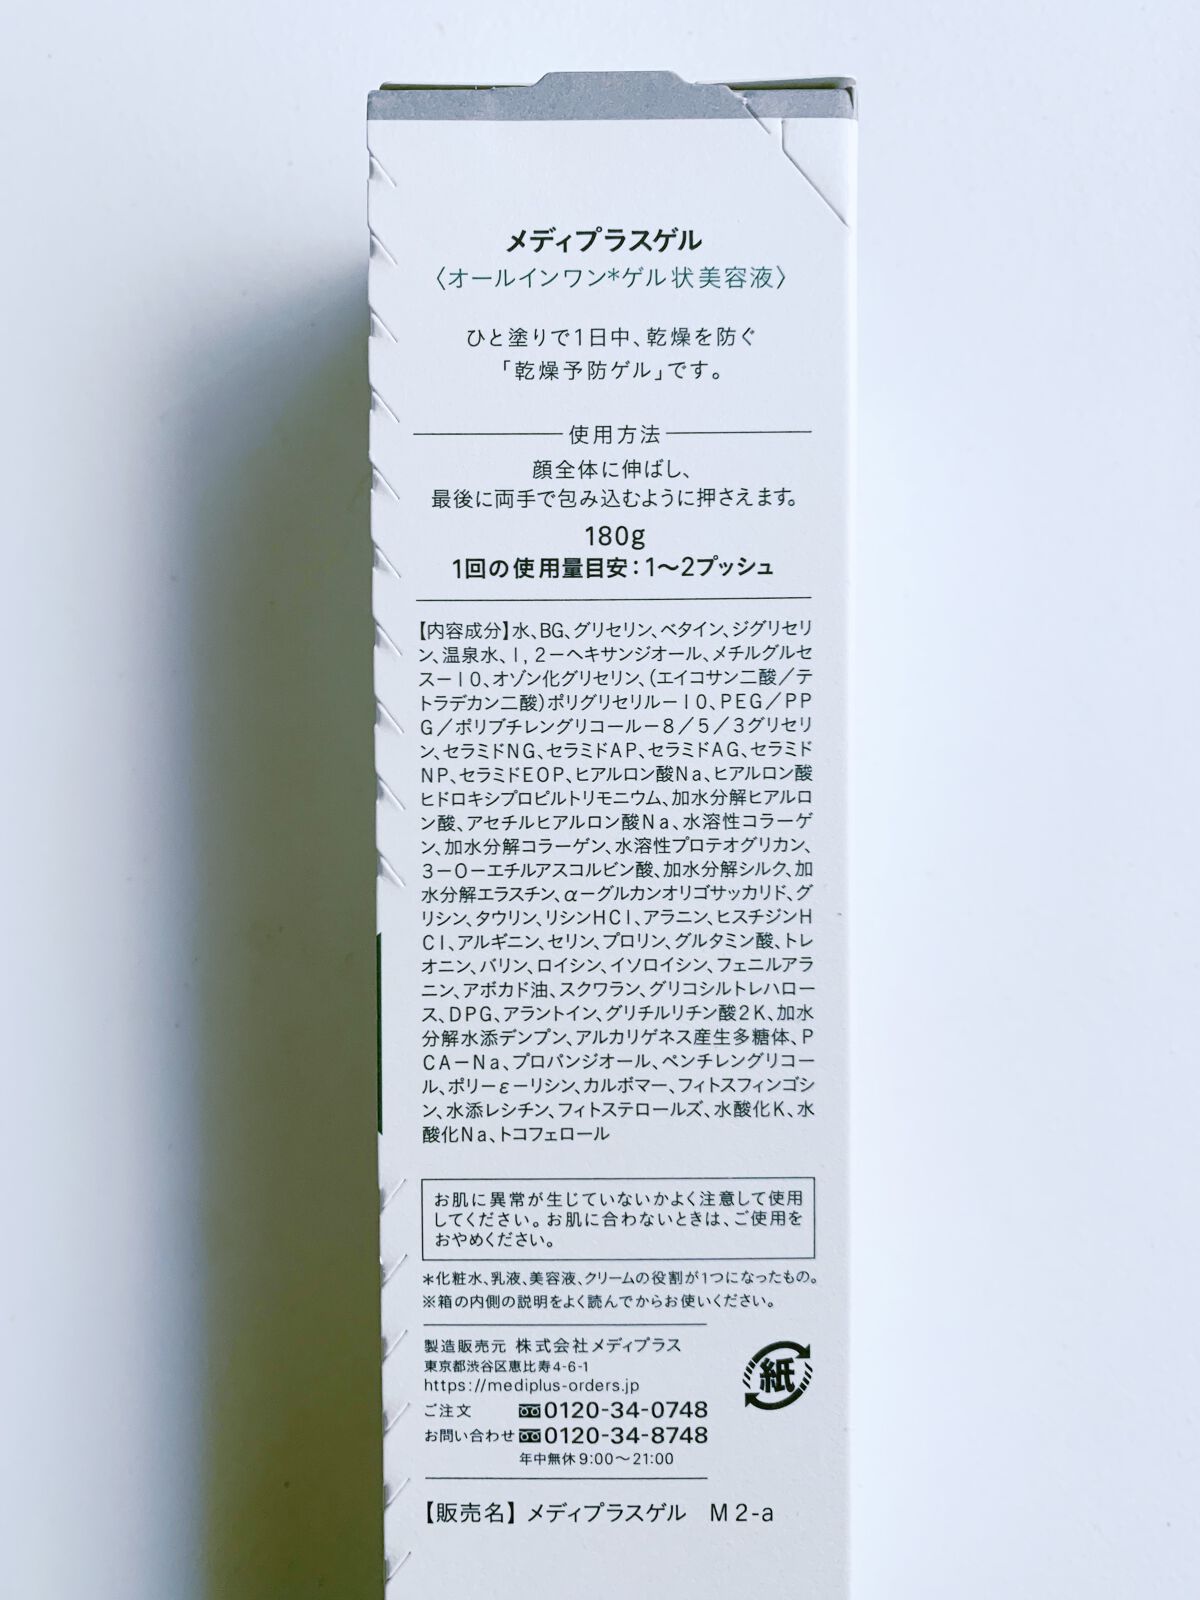 メディプラスゲル
〈オールインワン*ゲル状美容液〉
ひと塗りで1日中、乾燥を防ぐ
「乾燥予防ゲル」です。
使用方法
顔全体に伸ばし、
最後に両手で包み込むように押さえます。
180g
1回の使用量目安：1〜2プッシュ
【内容成分】水、BG、グリセリン、ベタイン、ジグリセリ
ン、温泉水、1,2－ヘキサンジオール、メチルグルセ
ス－10、オゾン化グリセリン、（エイコサン二酸／テ
トラデカン二酸）ポリグリセリル－10、PEG／PP
G／ポリブチレングリコール－8／5／3グリセリ
ン、セラミドNG、セラミドAP、セラミドAG、セラミド
NP、セラミドEOP、ヒアルロン酸Na、ヒアルロン酸
ヒドロキシプロピルトリモニウム、加水分解ヒアルロ
ン酸、アセチルヒアルロン酸Na、水溶性コラーゲ
ン、加水分解コラーゲン、水溶性プロテオグリカン、
3－O－エチルアスコルビン酸、加水分解シルク、加
水分解エラスチン、α－グルカンオリゴサッカリド、グ
リシン、タウリン、リシンHCl、アラニン、ヒスチジンH
Cl、アルギニン、セリン、プロリン、グルタミン酸、トレ
オニン、バリン、ロイシン、イソロイシン、フェニルアラ
ニン、アボカド油、スクワラン、グリコシルトレハロー
ス、DPG、アラントイン、グリチルリチン酸2K、加水
分解水添デンプン、アルカリゲネス産生多糖体、P
CA－Na、プロパンジオール、ペンチレングリコー
ル、ポリ－ε－リシン、カルボマー、フィトスフィンゴシ
ン、水添レシチン、フィトステロールズ、水酸化K、水
酸化Na、トコフェロール
お肌に異常が生じていないかよく注意して使用
してください。お肌に合わないときは、ご使用を
おやめください。
*化粧水、乳液、美容液、クリームの役割が1つになったもの。
※箱の内側の説明をよく読んでからお使いください。
製造販売元 株式会社メディプラス
東京都渋谷区恵比寿4-6-1
https://mediplus-orders.jp
紙
ご注文 0120-34-0748
お問い合わせ 0120-34-8748
年中無休9:00〜21:00
【販売名】メディプラスゲル M2-a